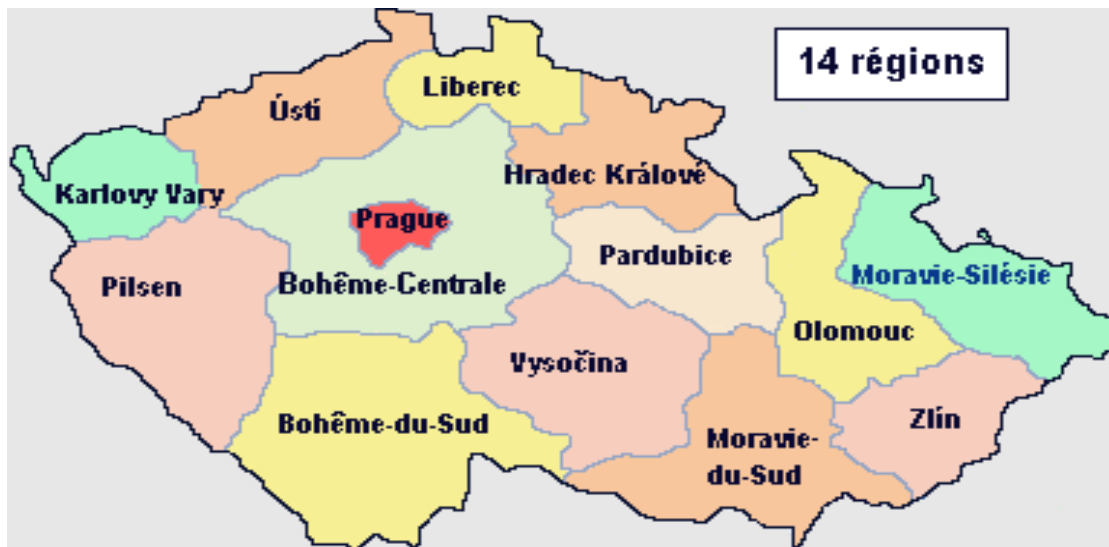 14 régions
Liberec
Ústí
Hradec Králové
Karlovy Vary
Prague
Pardubice
Moravie-Silésie
Pilsen
Bohême-Centrale
Olomouc
Vysočina
Zlín
Bohême-du-Sud
Moravie-
du-Sud